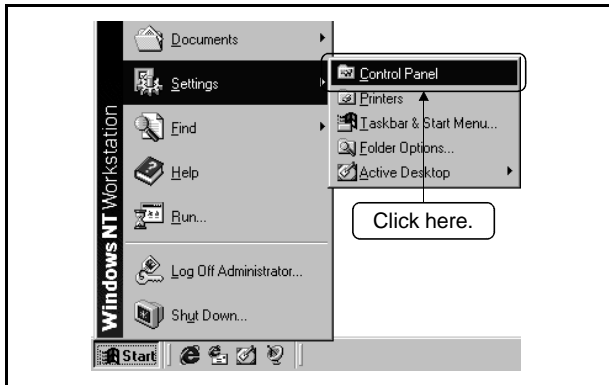 Documents
Settings
Find
Help
Run...
Log Off Administrator...
Shut Down...
Windows NT Workstation
Control Panel
Printers
Taskbar & Start Menu...
Folder Options...
Active Desktop
Click here.
Start